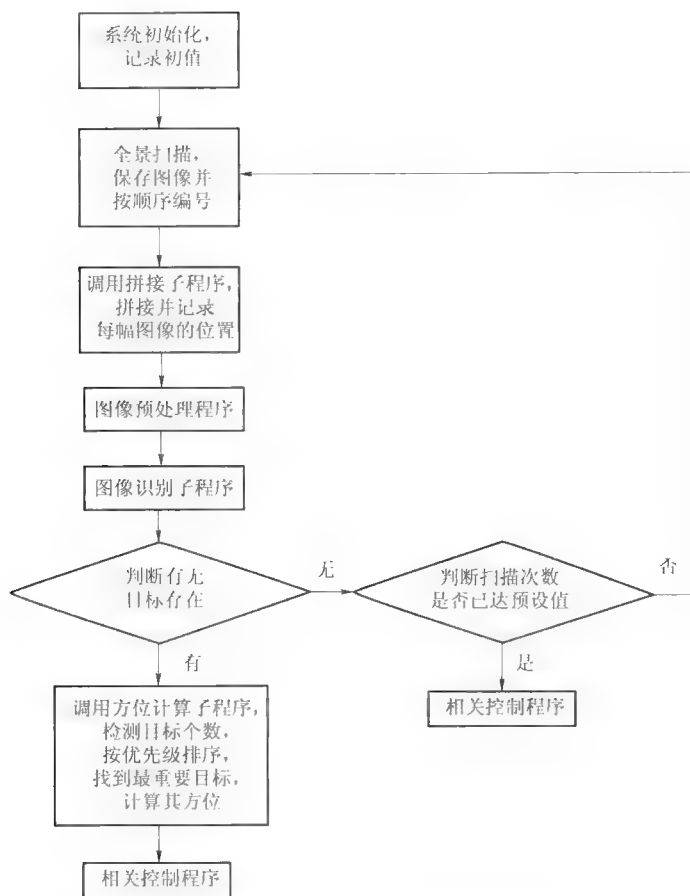 系统初始化,
记录初值
全景扫描,
保存图像并
按顺序编号
调用拼接子程序,
拼接并记录
每幅图像的位置
图像预处理程序
图像识别子程序
判断有无
目标存在
无
判断扫描次数
是否已达预设值
否
有
是
调用方位计算子程序,
检测目标个数,
按优先级排序,
找到最重要目标,
计算其方位
相关控制程序
相关控制程序